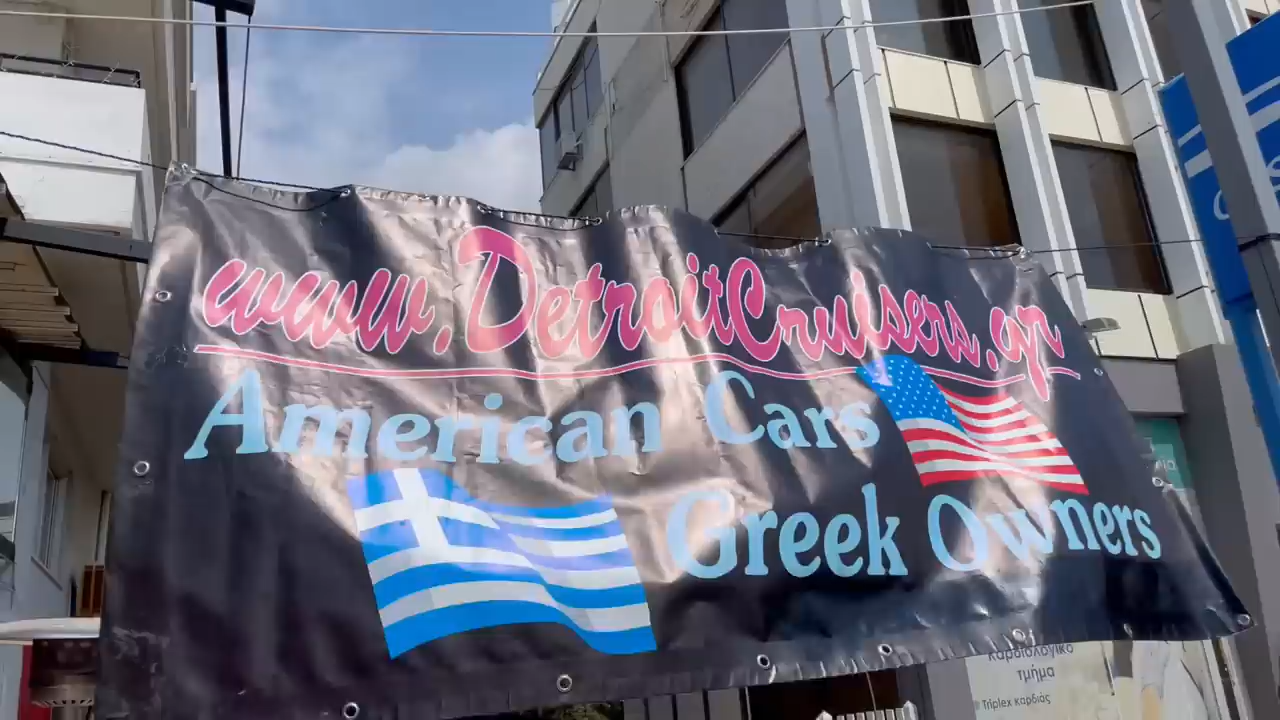 www.DetroitCruisers.gr
American Cars
Greek Owners
Καρδιολογικό
τμήμα
Triplex καρδιάς